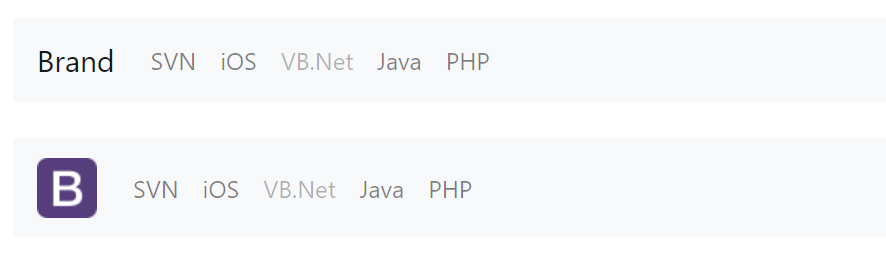 Brand SVN iOS VB.Net Java PHP
B SVN iOS VB.Net Java PHP